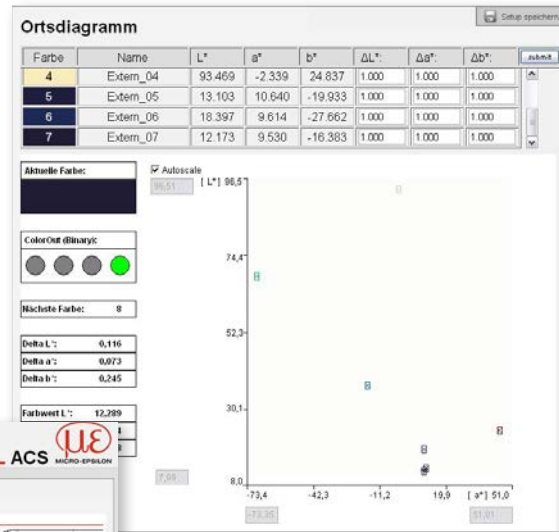 Setup speichern
Ortsdiagramm
Farbe Name L* a* b* ΔL*: Δa*: Δb*: submit
4 Extern_04 93.469 -2.339 24.837 1.000 1.000 1.000
5 Extern_05 13.103 10.640 -19.933 1.000 1.000 1.000
6 Extern_06 18.397 9.614 -27.662 1.000 1.000 1.000
7 Extern_07 12.173 9.530 -16.383 1.000 1.000 1.000
Aktuelle Farbe:
Autoscale
96,51 [ L*] 96,5
ColorOut (Binary):
74,4
Nächste Farbe: 8
52,3
Delta L*: 0,116
Delta a*: 0,073
Delta b*: 0,245
Farbwert L*: 12,289
30,1
ACS
με
MICRO-EPSILON
8,0
-73,4 -42,3 -11,2 19,9 [ a*] 51,0
-73,35